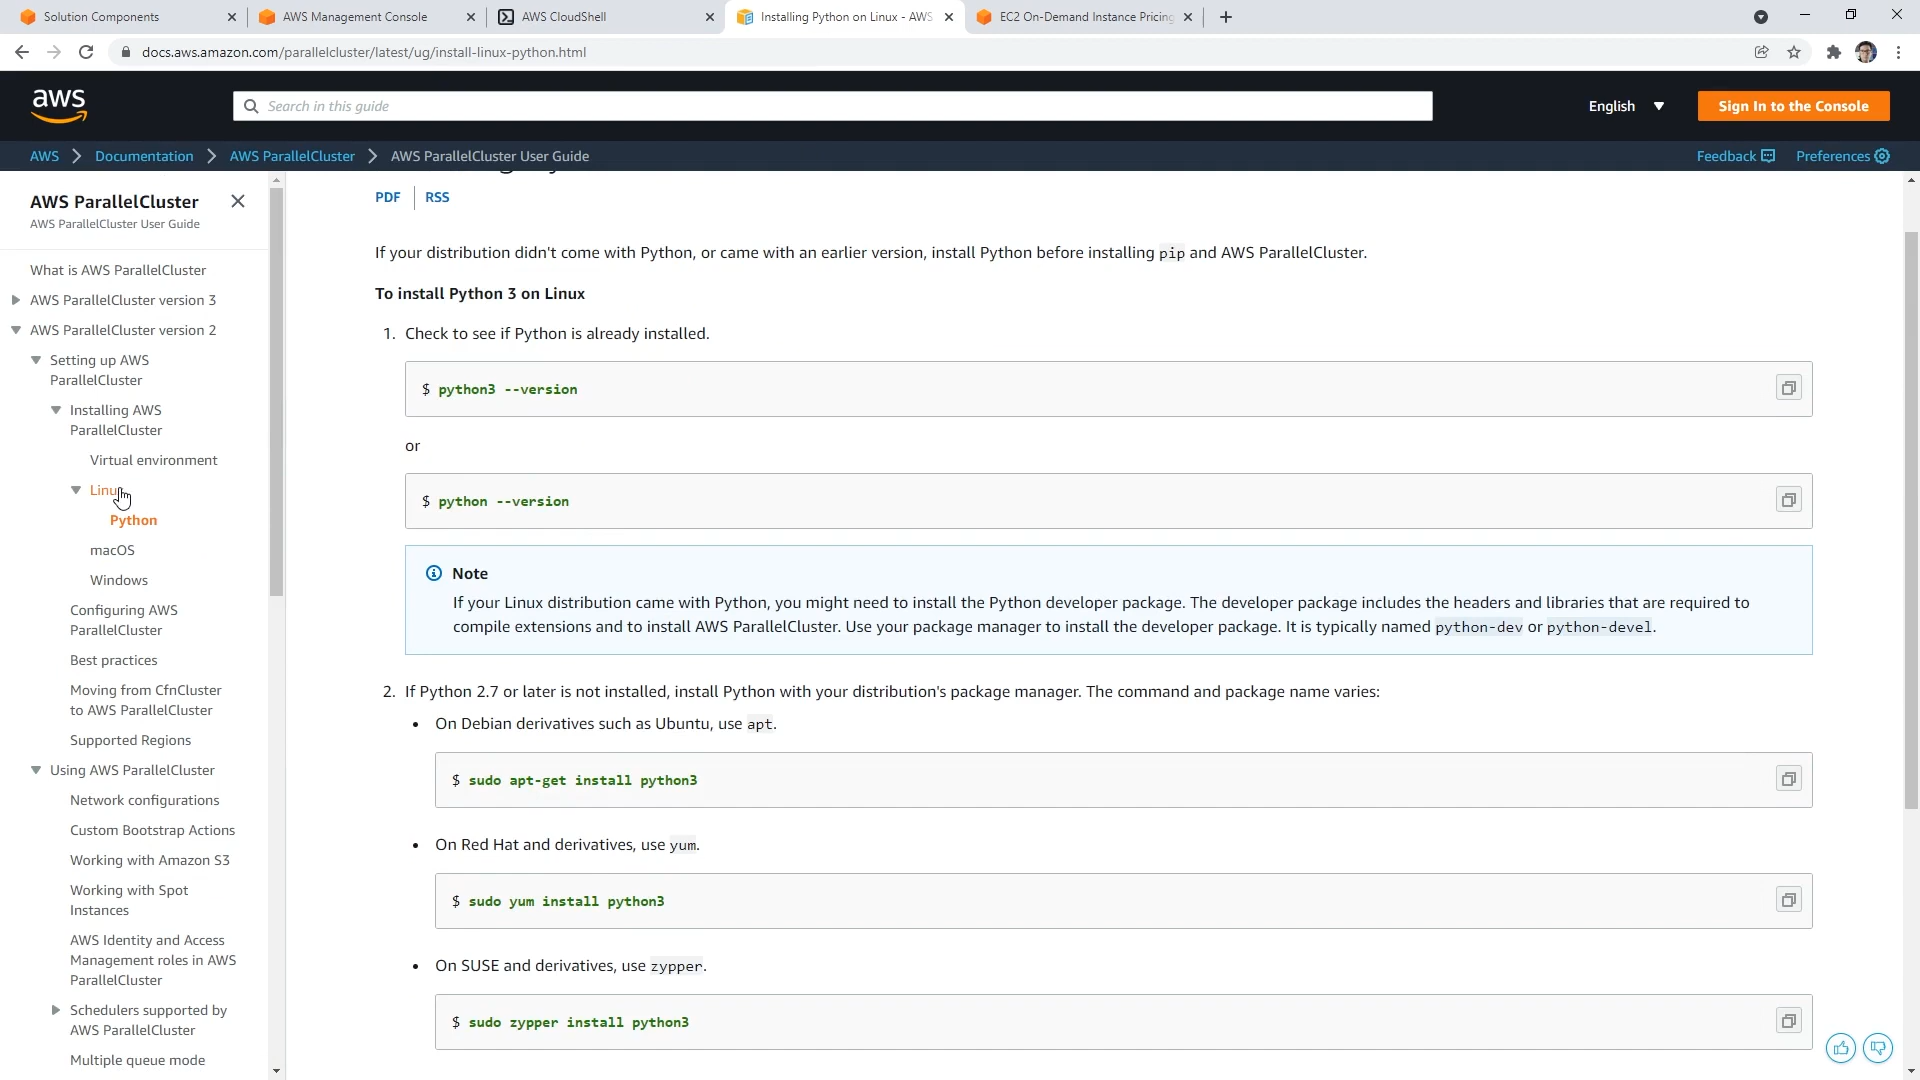 Solution Components
AWS Management Console
AWS CloudShell
Installing Python on Linux - AWS
EC2 On-Demand Instance Pricing
docs.aws.amazon.com/parallelcluster/latest/ug/install-linux-python.html
aws
Search in this guide
English
Sign In to the Console
AWS
Documentation
AWS ParallelCluster
AWS ParallelCluster User Guide
Feedback
Preferences
AWS ParallelCluster
AWS ParallelCluster User Guide
What is AWS ParallelCluster
AWS ParallelCluster version 3
AWS ParallelCluster version 2
Setting up AWS
ParallelCluster
Installing AWS
ParallelCluster
Virtual environment
Linux
Python
macOS
Windows
Configuring AWS
ParallelCluster
Best practices
Moving from CfnCluster
to AWS ParallelCluster
Supported Regions
Using AWS ParallelCluster
Network configurations
Custom Bootstrap Actions
Working with Amazon S3
Working with Spot
Instances
AWS Identity and Access
Management roles in AWS
ParallelCluster
Schedulers supported by
AWS ParallelCluster
Multiple queue mode
PDF
RSS
If your distribution didn't come with Python, or came with an earlier version, install Python before installing pip and AWS ParallelCluster.
To install Python 3 on Linux
1. Check to see if Python is already installed.
$ python3 --version
or
$ python --version
Note
If your Linux distribution came with Python, you might need to install the Python developer package. The developer package includes the headers and libraries that are required to
compile extensions and to install AWS ParallelCluster. Use your package manager to install the developer package. It is typically named python-dev or python-devel.
2. If Python 2.7 or later is not installed, install Python with your distribution's package manager. The command and package name varies:
• On Debian derivatives such as Ubuntu, use apt.
$ sudo apt-get install python3
• On Red Hat and derivatives, use yum.
$ sudo yum install python3
• On SUSE and derivatives, use zypper.
$ sudo zypper install python3